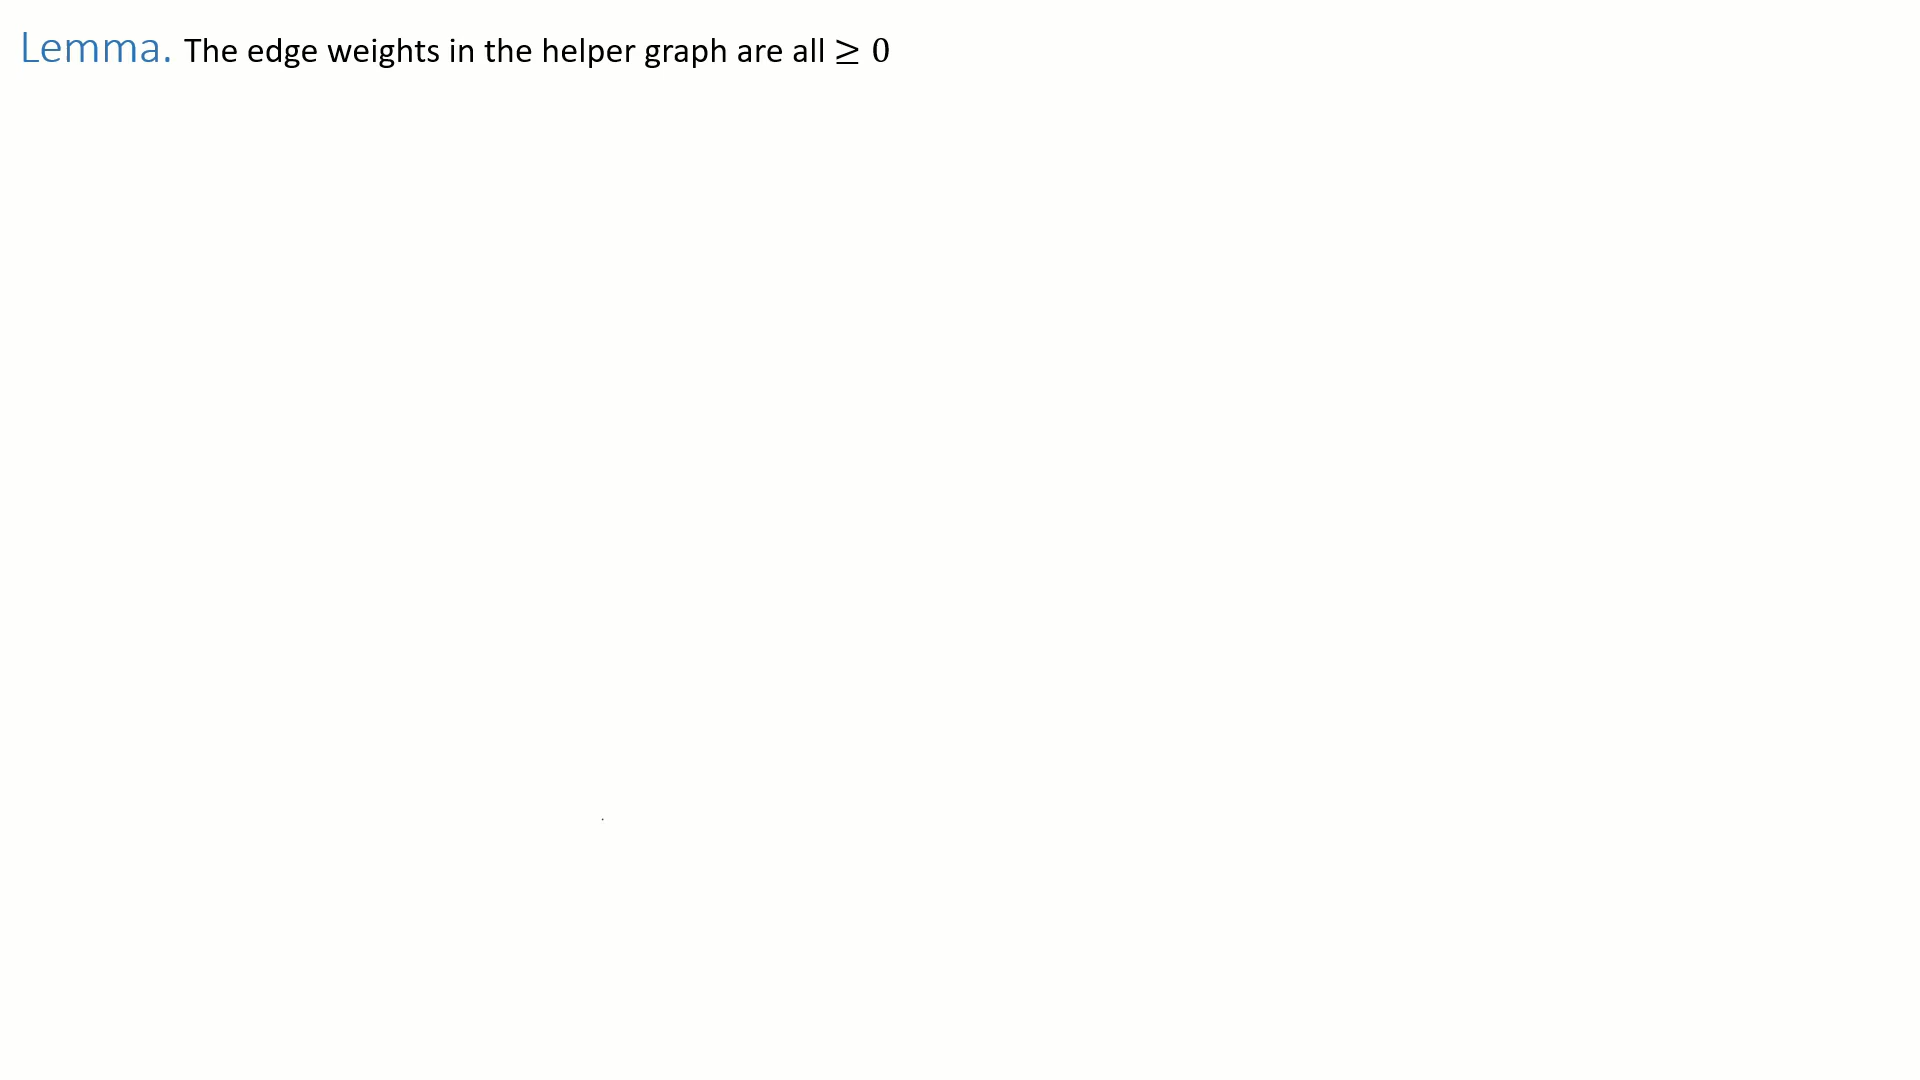 Lemma. The edge weights in the helper graph are all ≥ 0